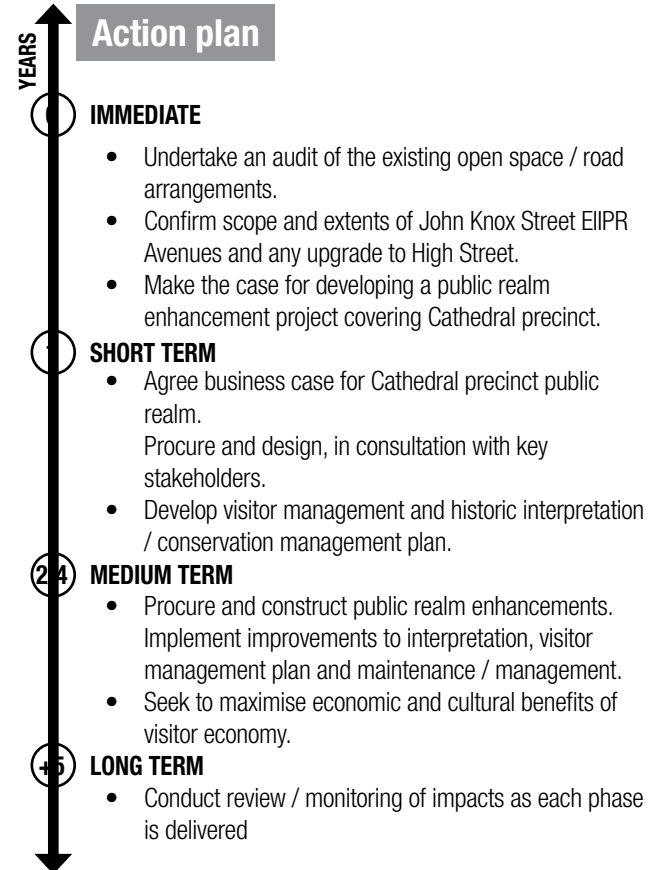 YEARS
Action plan
IMMEDIATE
• Undertake an audit of the existing open space / road
arrangements.
• Confirm scope and extents of John Knox Street EIIPR
Avenues and any upgrade to High Street.
• Make the case for developing a public realm
enhancement project covering Cathedral precinct.
SHORT TERM
• Agree business case for Cathedral precinct public
realm.
Procure and design, in consultation with key
stakeholders.
• Develop visitor management and historic interpretation
/ conservation management plan.
2-4 MEDIUM TERM
• Procure and construct public realm enhancements.
Implement improvements to interpretation, visitor
management plan and maintenance / management.
• Seek to maximise economic and cultural benefits of
visitor economy.
+5 LONG TERM
• Conduct review / monitoring of impacts as each phase
is delivered